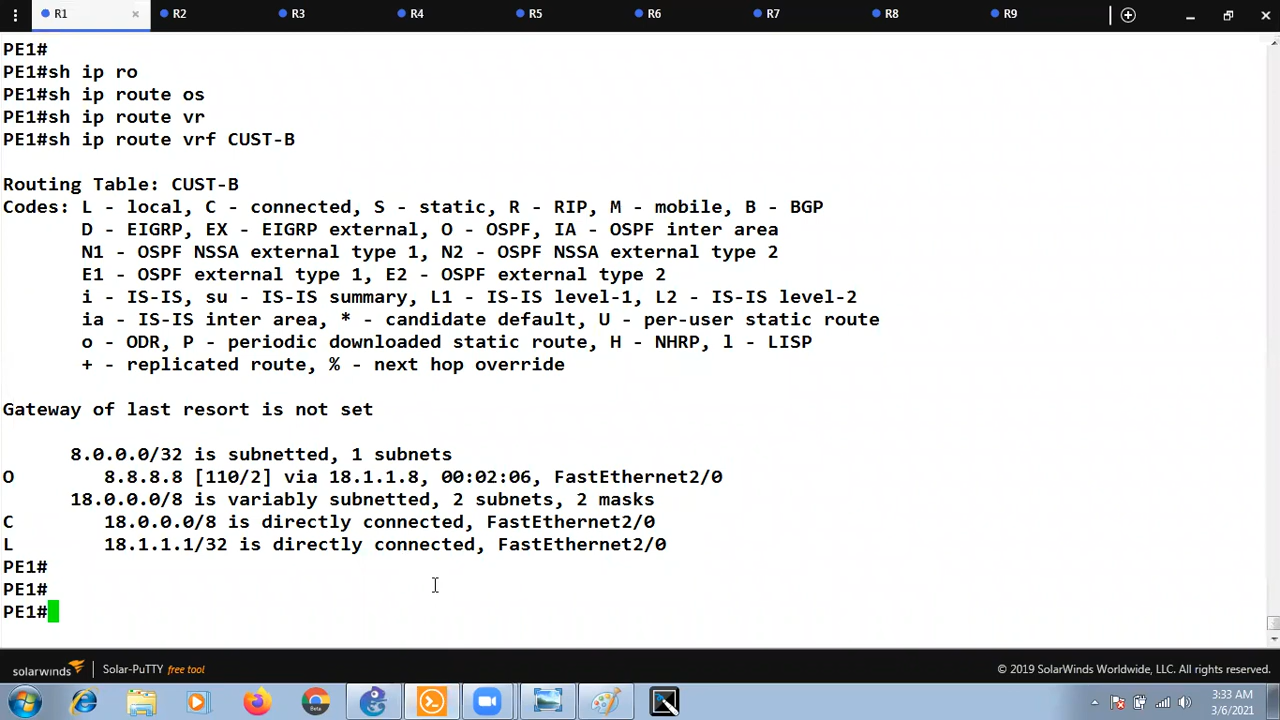 R1 × R2 R3 R4 R5 R6 R7 R8 R9
PE1#
PE1#sh ip ro
PE1#sh ip route os
PE1#sh ip route vr
PE1#sh ip route vrf CUST-B
Routing Table: CUST-B
Codes: L - local, C - connected, S - static, R - RIP, M - mobile, B - BGP
D - EIGRP, EX - EIGRP external, O - OSPF, IA - OSPF inter area
N1 - OSPF NSSA external type 1, N2 - OSPF NSSA external type 2
E1 - OSPF external type 1, E2 - OSPF external type 2
i - IS-IS, su - IS-IS summary, L1 - IS-IS level-1, L2 - IS-IS level-2
ia - IS-IS inter area, * - candidate default, U - per-user static route
o - ODR, P - periodic downloaded static route, H - NHRP, l - LISP
+ - replicated route, % - next hop override
Gateway of last resort is not set
8.0.0.0/32 is subnetted, 1 subnets
O 8.8.8.8 [110/2] via 18.1.1.8, 00:02:06, FastEthernet2/0
18.0.0.0/8 is variably subnetted, 2 subnets, 2 masks
C 18.0.0.0/8 is directly connected, FastEthernet2/0
L 18.1.1.1/32 is directly connected, FastEthernet2/0
PE1#
PE1#
PE1#
solarwinds Solar-PuTTY free tool © 2019 SolarWinds Worldwide, LLC. All rights reserved.
3:33 AM
3/6/2021